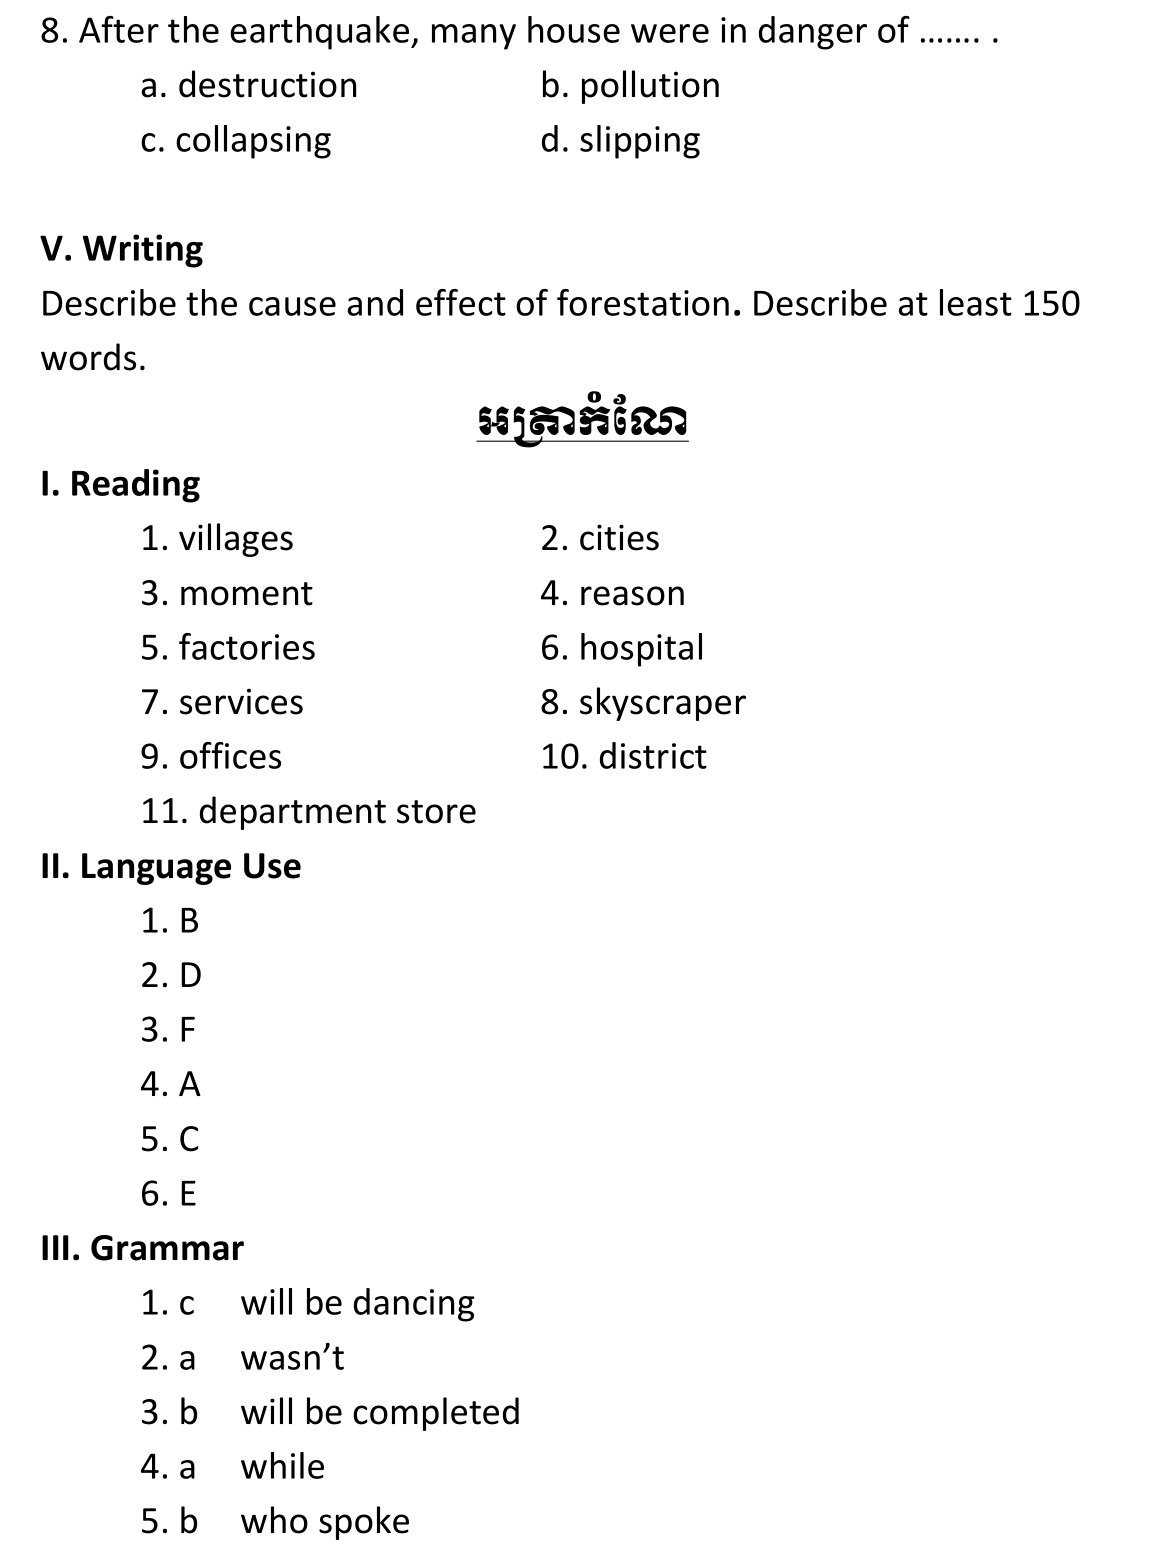 8. After the earthquake, many house were in danger of ……. .
a. destruction b. pollution
c. collapsing d. slipping
V. Writing
Describe the cause and effect of forestation. Describe at least 150
words.
អត្រាកំណែ
I. Reading
1. villages 2. cities
3. moment 4. reason
5. factories 6. hospital
7. services 8. skyscraper
9. offices 10. district
11. department store
II. Language Use
1. B
2. D
3. F
4. A
5. C
6. E
III. Grammar
1. c will be dancing
2. a wasn’t
3. b will be completed
4. a while
5. b who spoke